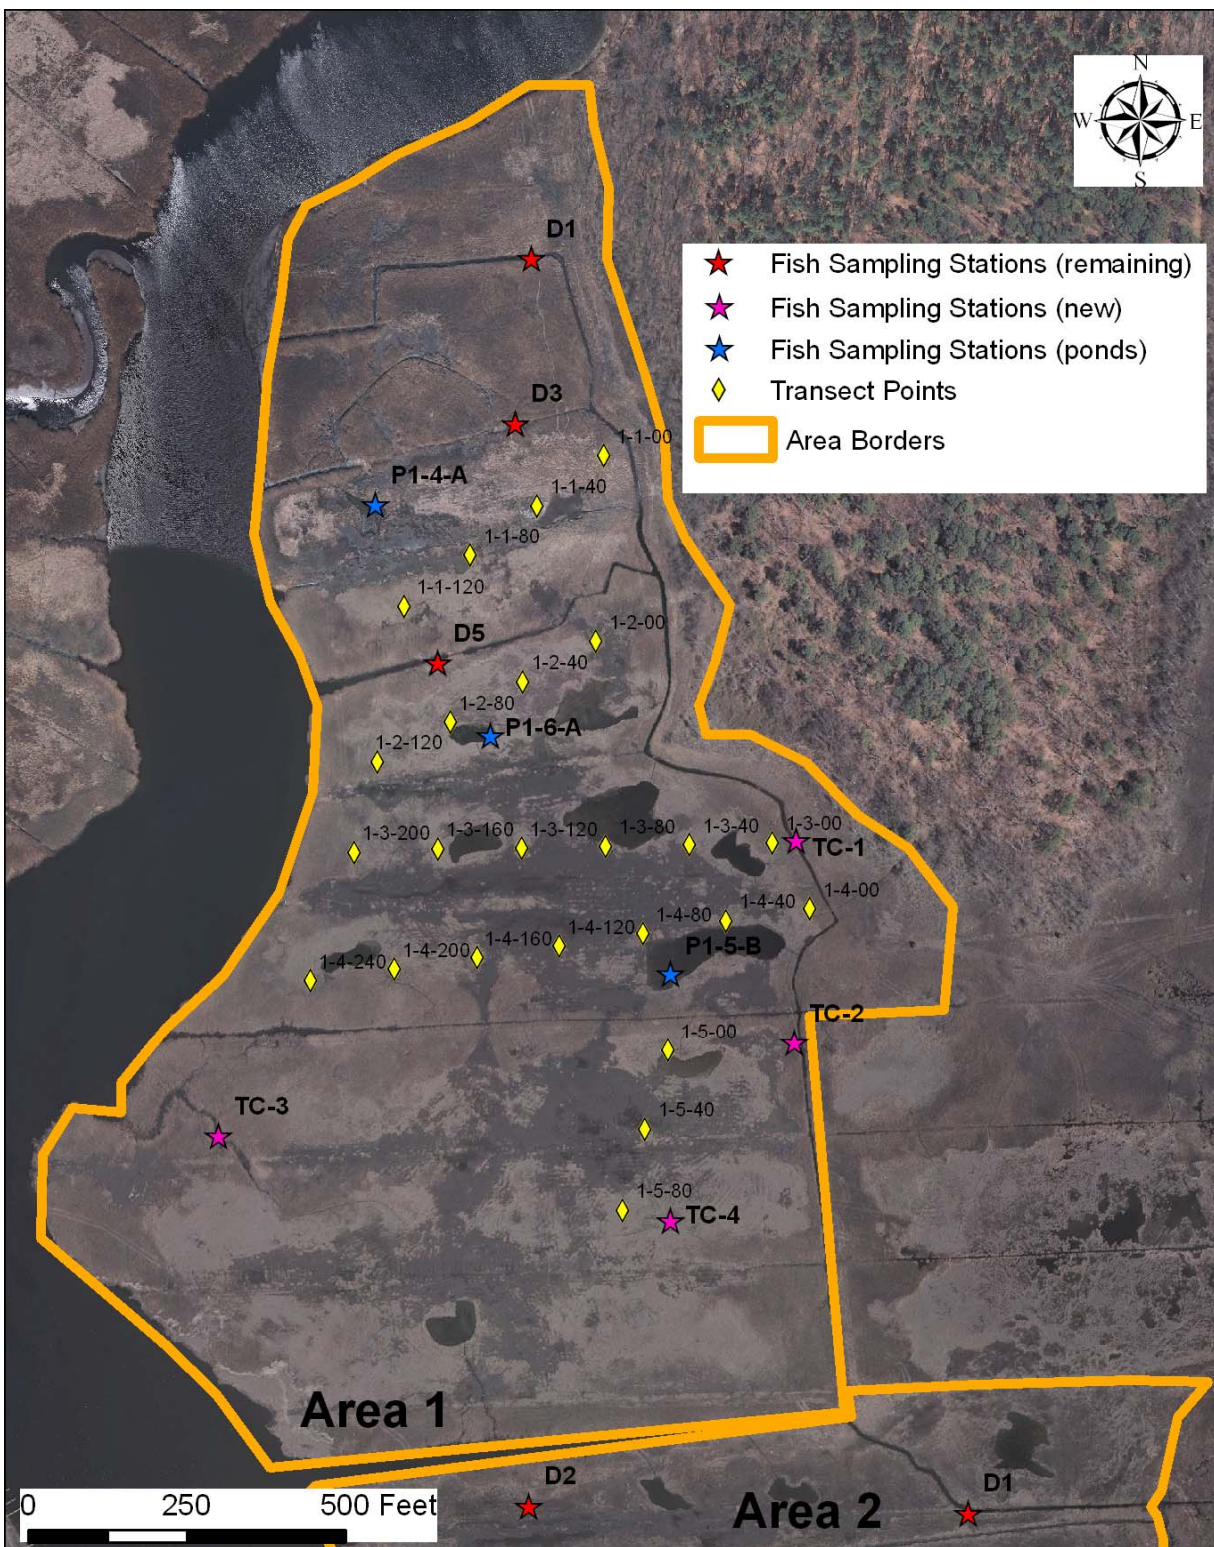 N
W E
S
D1
Fish Sampling Stations (remaining)
Fish Sampling Stations (new)
Fish Sampling Stations (ponds)
Transect Points
Area Borders
D3
1-1-00
P1-4-A
1-1-40
1-1-80
1-1-120
1-2-00
D5
1-2-40
1-2-80
P1-6-A
1-2-120
1-3-200 1-3-160 1-3-120 1-3-80 1-3-40 1-3-00
TC-1
1-4-00
1-4-40
1-4-80
1-4-120
1-4-160
1-4-200
1-4-240
P1-5-B
TC-2
1-5-00
TC-3
1-5-40
1-5-80
TC-4
Area 1
D2
D1
0 250 500 Feet
Area 2